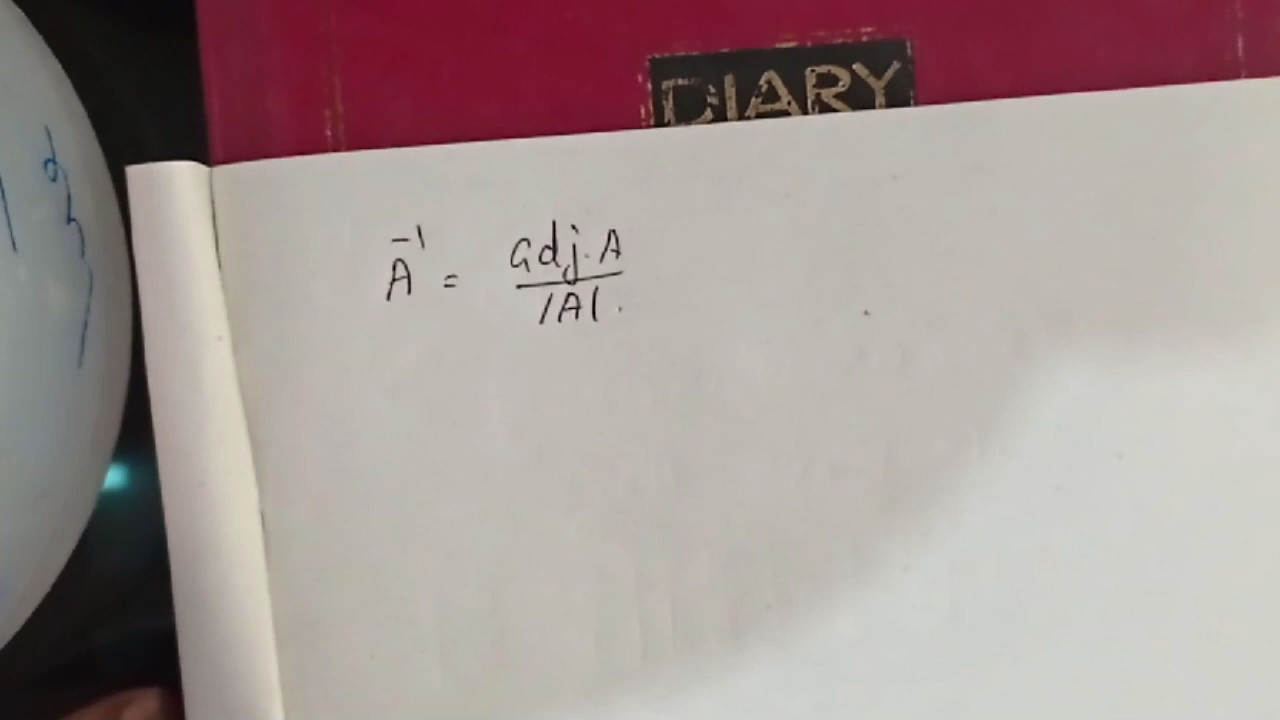 DIARY
A⁻¹ = adj. A / |A|.